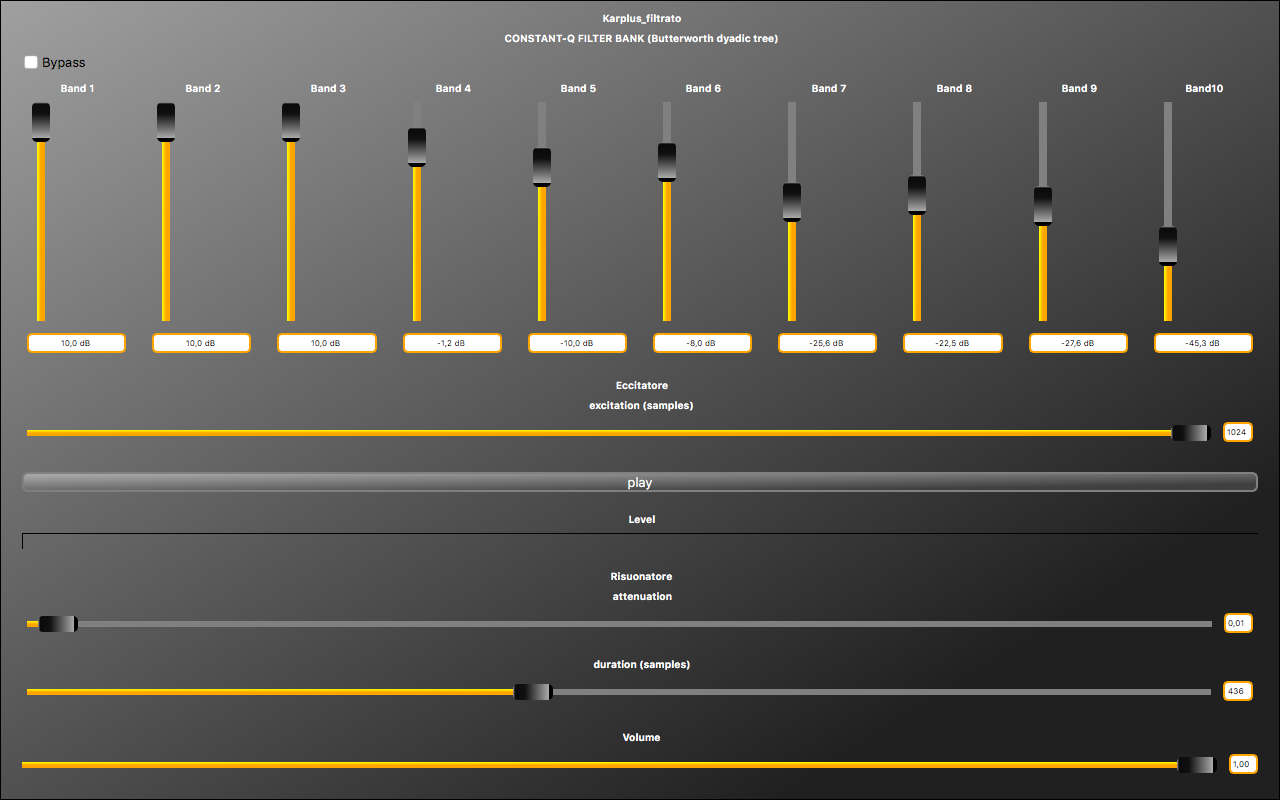 Karplus_filtrato
CONSTANT-Q FILTER BANK (Butterworth dyadic tree)
Bypass
Band 1 Band 2 Band 3 Band 4 Band 5 Band 6 Band 7 Band 8 Band 9 Band10
10,0 dB 10,0 dB 10,0 dB -1,2 dB -10,0 dB -8,0 dB -25,6 dB -22,5 dB -27,6 dB -45,3 dB
Eccitatore
excitation (samples)
1024
play
Level
Risuonatore
attenuation
0,01
duration (samples)
436
Volume
1,00